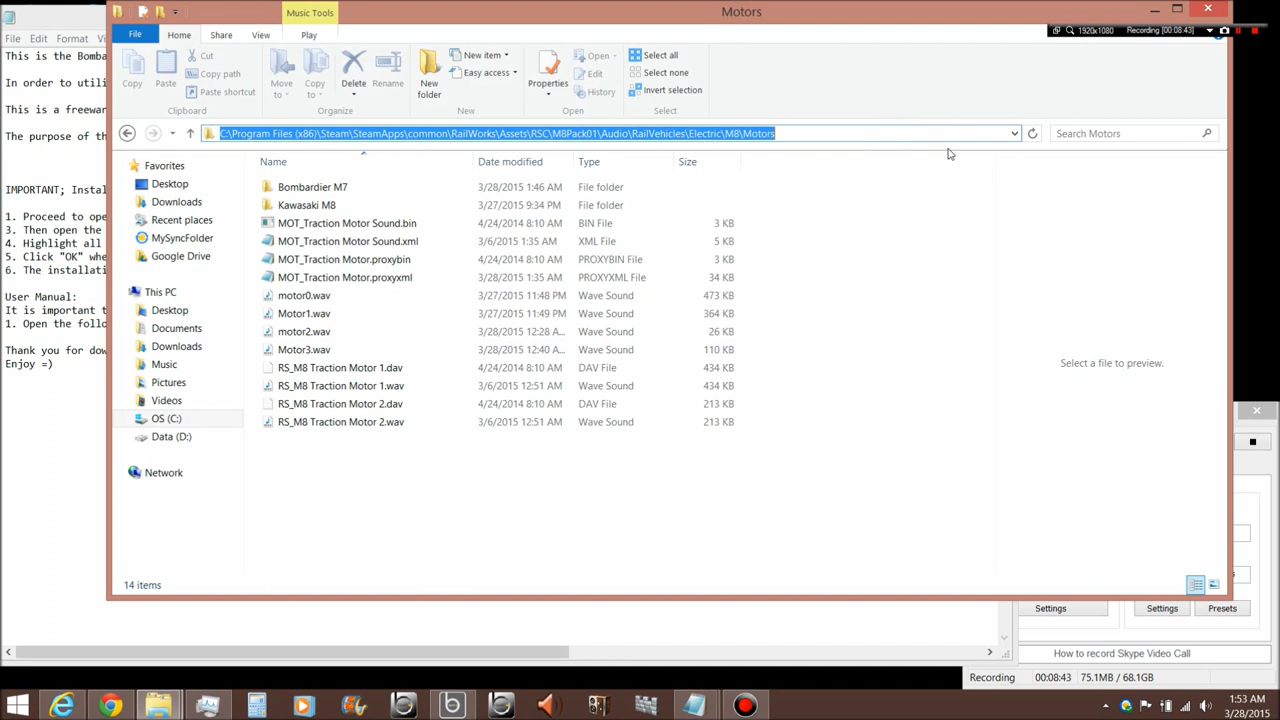 Music Tools
Motors
File Home Share View Play
1920x1080 Recording [00:08:43]
File Edit Format
Copy
Paste
Cut
Copy path
Paste shortcut
Clipboard
Move to
Copy to
Delete
Rename
Organize
New folder
New item
Easy access
New
Properties
Open
Edit
History
Open
Select all
Select none
Invert selection
Select
C:\Program Files (x86)\Steam\SteamApps\common\RailWorks\Assets\RSC\M8Pack01\Audio\RailVehicles\Electric\M8\Motors
Search Motors
This is the Bomba
In order to utili
This is a freewar
The purpose of th
IMPORTANT; Instal
1. Proceed to ope
3. Then open the
4. Highlight all
5. Click "OK" whe
6. The installati
User Manual:
It is important t
1. Open the follo
Thank you for dow
Enjoy =)
Favorites
Desktop
Downloads
Recent places
MySyncFolder
Google Drive
This PC
Desktop
Documents
Downloads
Music
Pictures
Videos
OS (C:)
Data (D:)
Network
Name Date modified Type Size
Bombardier M7 3/28/2015 1:46 AM File folder
Kawasaki M8 3/27/2015 9:34 PM File folder
MOT_Traction Motor Sound.bin 4/24/2014 8:10 AM BIN File 3 KB
MOT_Traction Motor Sound.xml 3/6/2015 1:35 AM XML File 5 KB
MOT_Traction Motor.proxybin 4/24/2014 8:10 AM PROXYBIN File 3 KB
MOT_Traction Motor.proxyxml 3/28/2015 1:35 AM PROXYXML File 34 KB
motor0.wav 3/27/2015 11:48 PM Wave Sound 473 KB
Motor1.wav 3/27/2015 11:49 PM Wave Sound 364 KB
motor2.wav 3/28/2015 12:28 A... Wave Sound 26 KB
Motor3.wav 3/28/2015 12:40 A... Wave Sound 110 KB
RS_M8 Traction Motor 1.dav 4/24/2014 8:10 AM DAV File 434 KB
RS_M8 Traction Motor 1.wav 3/6/2015 12:51 AM Wave Sound 434 KB
RS_M8 Traction Motor 2.dav 4/24/2014 8:10 AM DAV File 213 KB
RS_M8 Traction Motor 2.wav 3/6/2015 12:51 AM Wave Sound 213 KB
Select a file to preview.
14 items
Settings Settings Presets
How to record Skype Video Call
Recording 00:08:43 75.1MB / 68.1GB
1:53 AM
3/28/2015